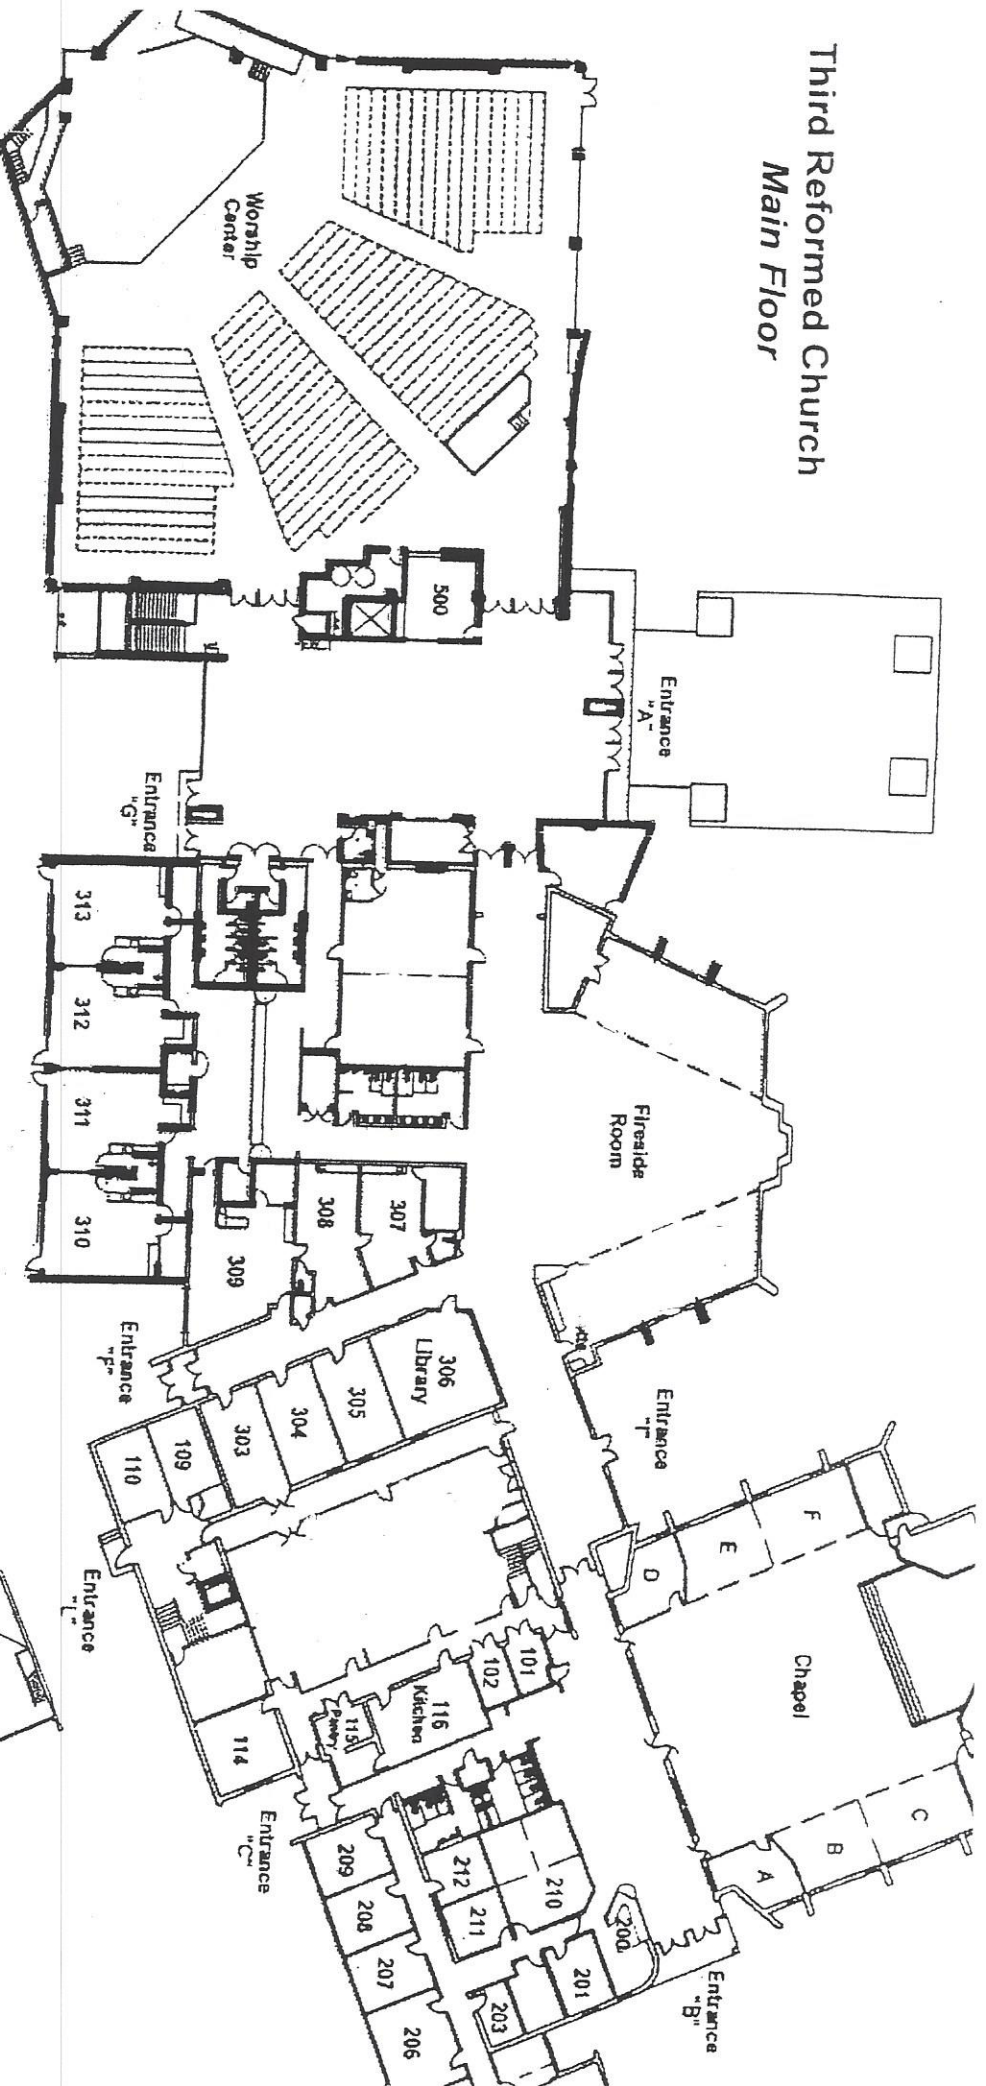 Third Reformed Church
Main Floor
Worship
Center
500
Entrance
"A"
Entrance
"G"
313
312
311
310
Fireside
Room
307
308
309
Entrance
"F"
306
Library
305
304
303
109
110
Entrance
"I"
Entrance
"L"
F
E
D
Chapel
101
102
116
Kitchen
115
Pantry
114
Entrance
"C"
C
B
A
209
208
207
206
212
211
210
200
201
203
Entrance
"B"